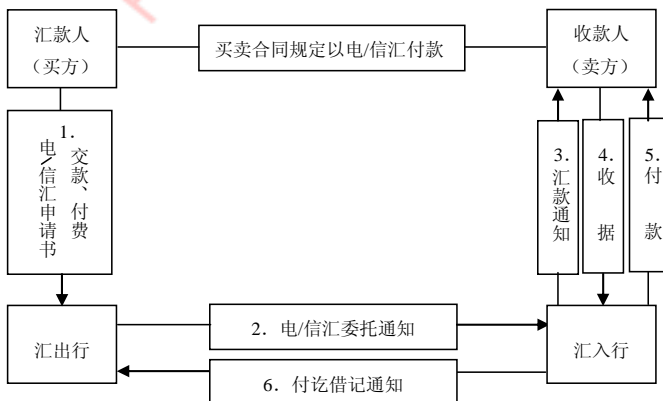 汇款人
（买方）
买卖合同规定以电/信汇付款
收款人
（卖方）
1.
交款、付费
电\信汇申请书
3.
汇款通知
4.
收 据
5.
付 款
汇出行
2. 电/信汇委托通知
汇入行
6. 付讫借记通知